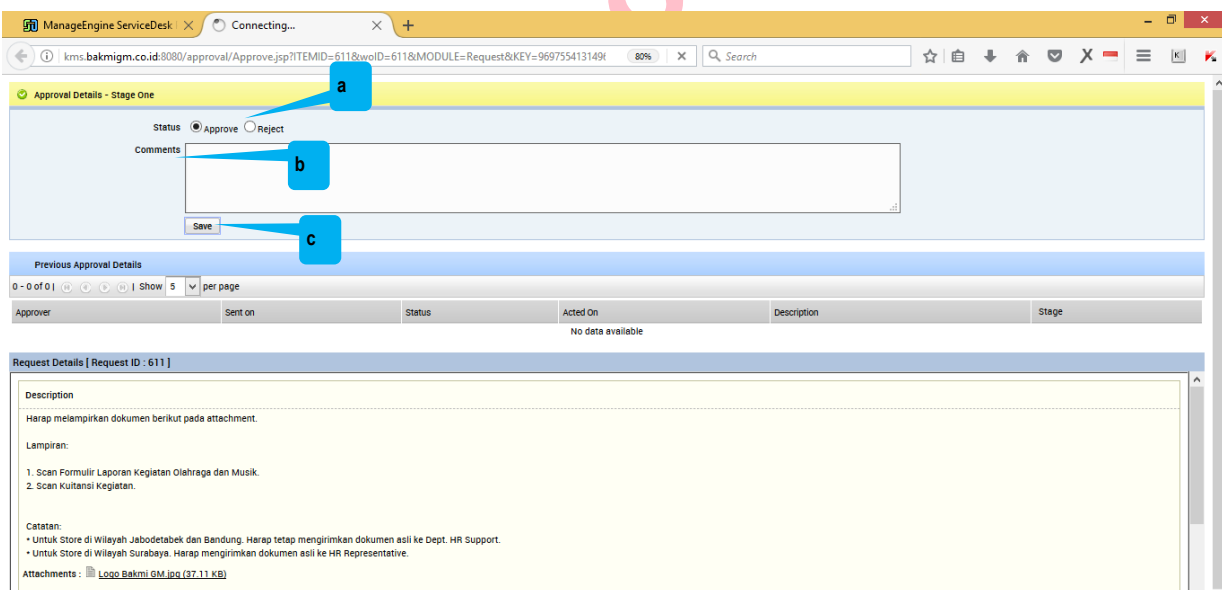 ManageEngine ServiceDesk
Connecting...
kms.bakmigm.co.id:8080/approval/Approve.jsp?ITEMID=611&woID=611&MODULE=Request&KEY=969755413149
80%
Search
Approval Details - Stage One
a
Status Approve Reject
Comments
b
Save
c
Previous Approval Details
0 - 0 of 0 | | Show 5 per page
Approver Sent on Status Acted On Description Stage
No data available
Request Details [ Request ID : 611 ]
Description
Harap melampirkan dokumen berikut pada attachment.
Lampiran:
1. Scan Formulir Laporan Kegiatan Olahraga dan Musik.
2. Scan Kuitansi Kegiatan.
Catatan:
* Untuk Store di Wilayah Jabodetabek dan Bandung. Harap tetap mengirimkan dokumen asli ke Dept. HR Support.
* Untuk Store di Wilayah Surabaya. Harap mengirimkan dokumen asli ke HR Representative.
Attachments : Logo Bakmi GM.jpg (37.11 KB)